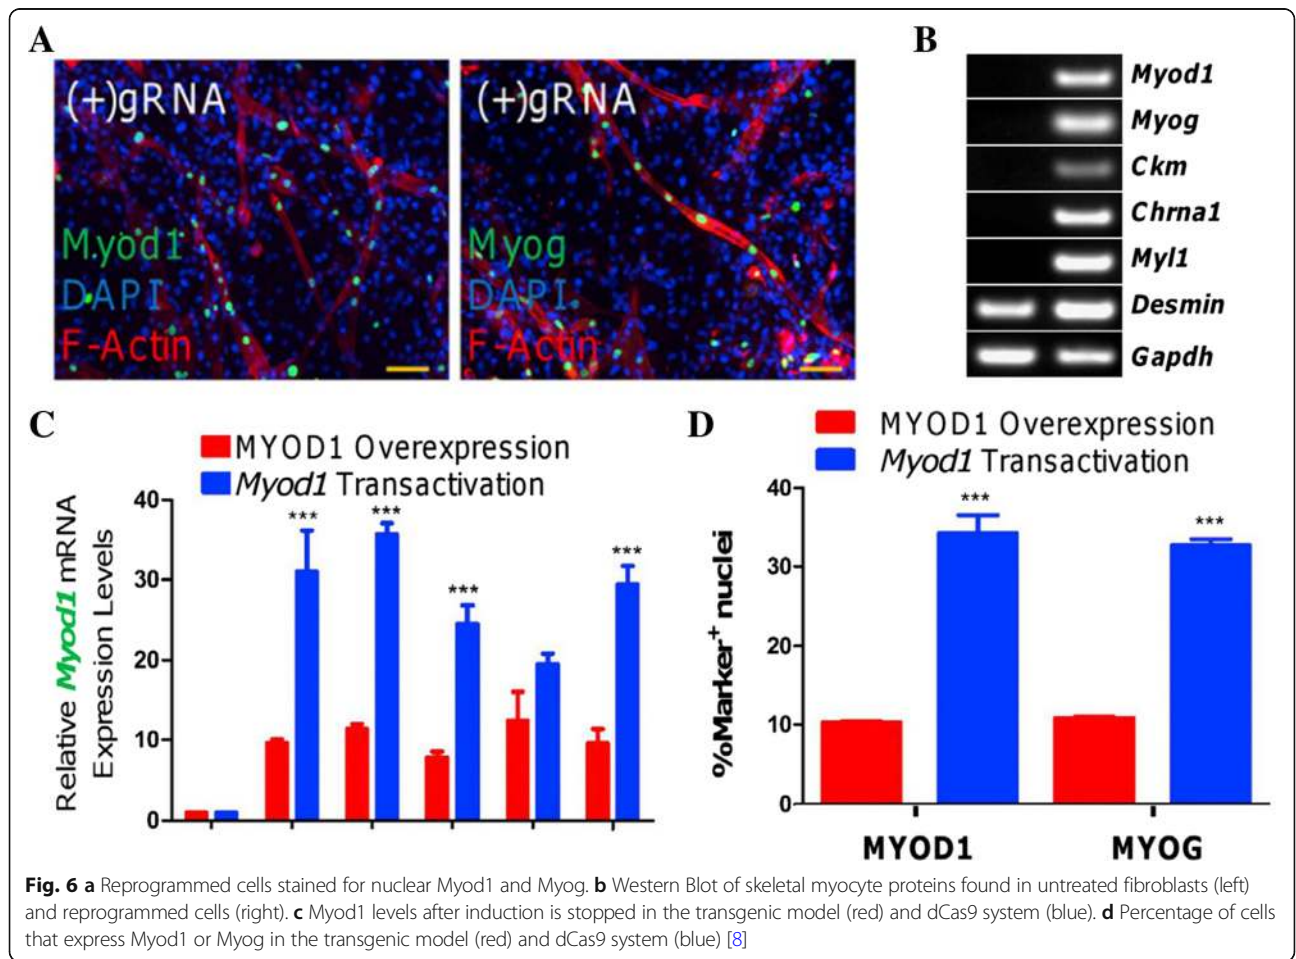 A
(+)gRNA
Myod1
DAPI
F-Actin
(+)gRNA
Myog
DAPI
F-Actin
B
Myod1
Myog
Ckm
Chrna1
Myl1
Desmin
Gapdh
C
MYOD1 Overexpression
Myod1 Transactivation
Relative Myod1 mRNA
Expression Levels
40
30
20
10
0
***
***
***
***
D
MYOD1 Overexpression
Myod1 Transactivation
%Marker+ nuclei
40
30
20
10
0
***
***
MYOD1
MYOG
Fig. 6 a Reprogrammed cells stained for nuclear Myod1 and Myog. b Western Blot of skeletal myocyte proteins found in untreated fibroblasts (left)
and reprogrammed cells (right). c Myod1 levels after induction is stopped in the transgenic model (red) and dCas9 system (blue). d Percentage of cells
that express Myod1 or Myog in the transgenic model (red) and dCas9 system (blue) [8]